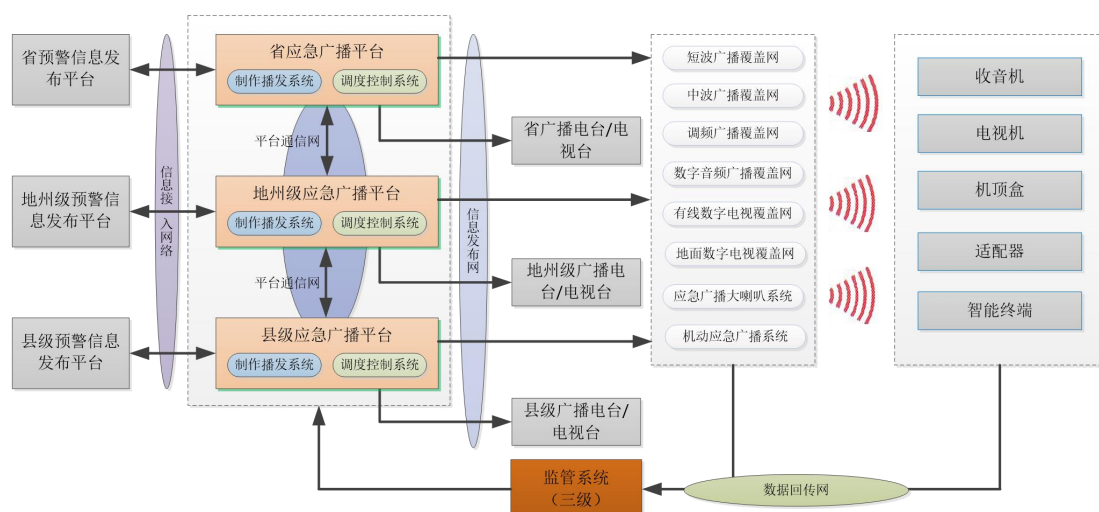 省预警信息发
布平台
地州级预警信
息发布平台
县级预警信息
发布平台
信息接
入网络
省应急广播平台
制作播发系统
调度控制系统
平台通信网
地州级应急广播平台
制作播发系统
调度控制系统
平台通信网
县级应急广播平台
制作播发系统
调度控制系统
信息发布网
省广播电台/电
视台
地州级广播电
台/电视台
县级广播电台/
电视台
短波广播覆盖网
中波广播覆盖网
调频广播覆盖网
数字音频广播覆盖网
有线数字电视覆盖网
地面数字电视覆盖网
应急广播大喇叭系统
机动应急广播系统
收音机
电视机
机顶盒
适配器
智能终端
监管系统
（三级）
数据回传网